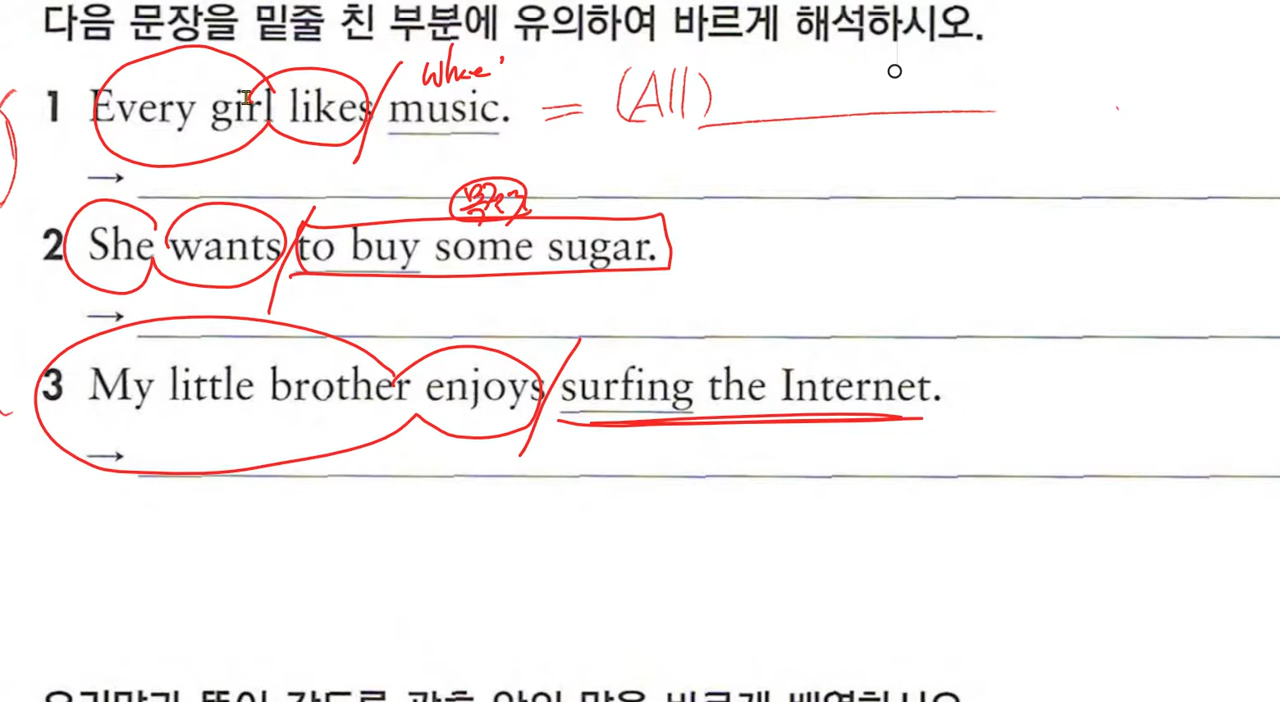 다음 문장을 밑줄 친 부분에 유의하여 바르게 해석하시오.
1 Every girl likes music. = (All)
→
2 She wants to buy some sugar.
→
3 My little brother enjoys surfing the Internet.
→